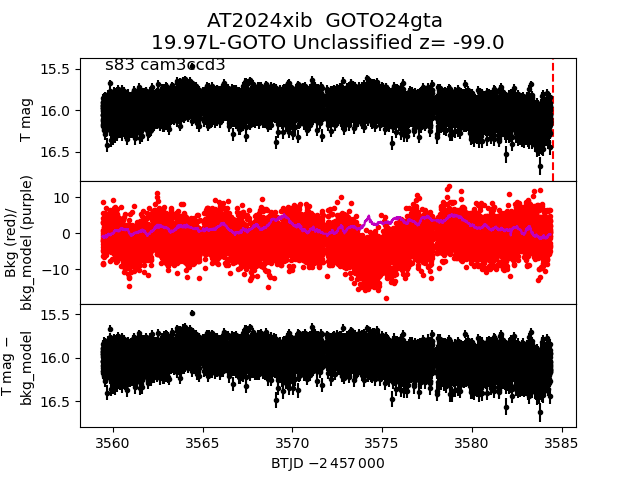 AT2024xib GOTO24gta
19.97L-GOTO Unclassified z= -99.0
s83 cam3ccd3
15.5
16.0
16.5
T mag
10
0
−10
Bkg (red)/
bkg_model (purple)
15.5
16.0
16.5
T mag −
bkg_model
3560 3565 3570 3575 3580 3585
BTJD −2 457 000